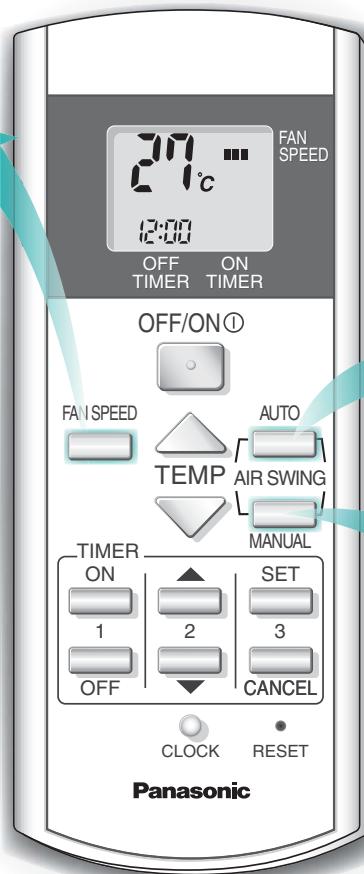 27°C
FAN SPEED
12:00
OFF TIMER ON TIMER
OFF/ON
FAN SPEED
AUTO
TEMP
AIR SWING
MANUAL
TIMER
ON
SET
1 2 3
OFF
CANCEL
CLOCK
RESET
Panasonic